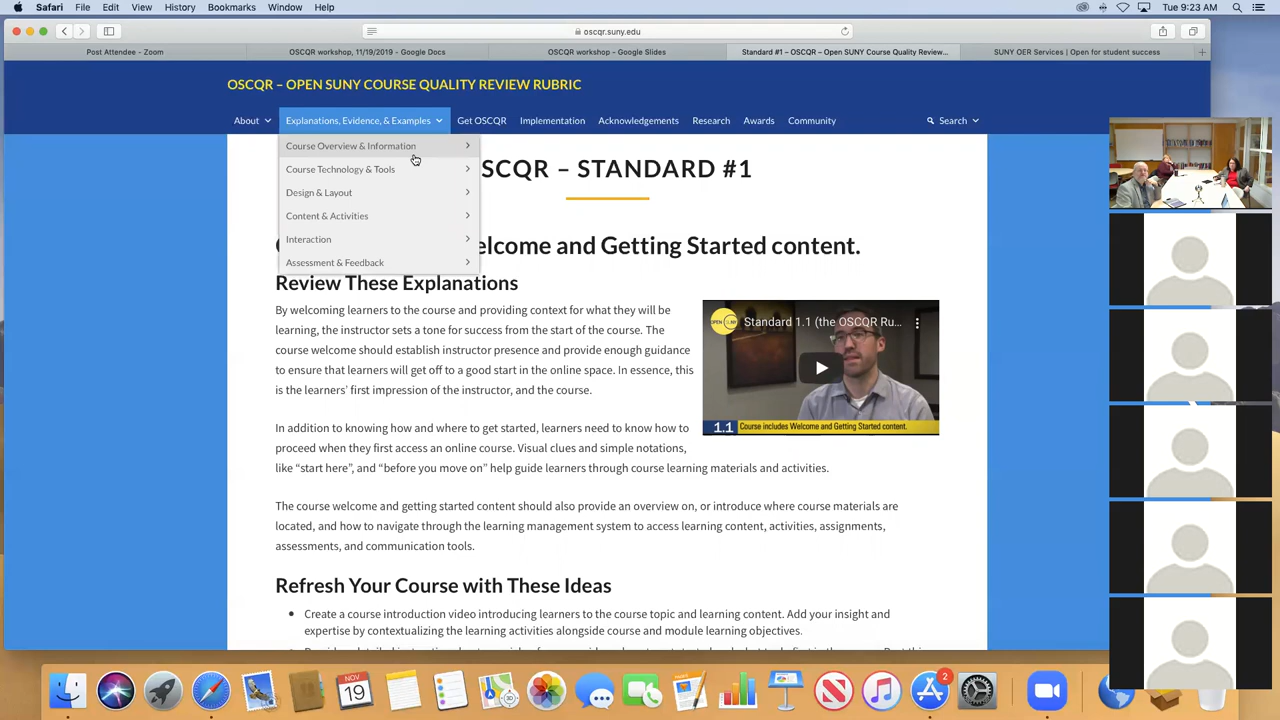 Safari File Edit View History Bookmarks Window Help Tue 9:23 AM
oscqr.suny.edu
Post Attendee - Zoom OSCQR workshop, 11/19/2019 - Google Docs OSCQR workshop - Google Slides Standard #1 – OSCQR – Open SUNY Course Quality Review... SUNY OER Services | Open for student success
OSCQR – OPEN SUNY COURSE QUALITY REVIEW RUBRIC
About Explanations, Evidence, & Examples Get OSCQR Implementation Acknowledgements Research Awards Community Search
Course Overview & Information
Course Technology & Tools
Design & Layout
Content & Activities
Interaction
Assessment & Feedback
SCQR – STANDARD #1
elcome and Getting Started content.
Review These Explanations
By welcoming learners to the course and providing context for what they will be
learning, the instructor sets a tone for success from the start of the course. The
course welcome should establish instructor presence and provide enough guidance
to ensure that learners will get off to a good start in the online space. In essence, this
is the learners’ first impression of the instructor, and the course.
OPEN SUNY
Standard 1.1 (the OSCQR Ru...
1.1 Course includes Welcome and Getting Started content.
In addition to knowing how and where to get started, learners need to know how to
proceed when they first access an online course. Visual clues and simple notations,
like “start here”, and “before you move on” help guide learners through course learning materials and activities.
The course welcome and getting started content should also provide an overview on, or introduce where course materials are
located, and how to navigate through the learning management system to access learning content, activities, assignments,
assessments, and communication tools.
Refresh Your Course with These Ideas
Create a course introduction video introducing learners to the course topic and learning content. Add your insight and
expertise by contextualizing the learning activities alongside course and module learning objectives.
NOV
19
2